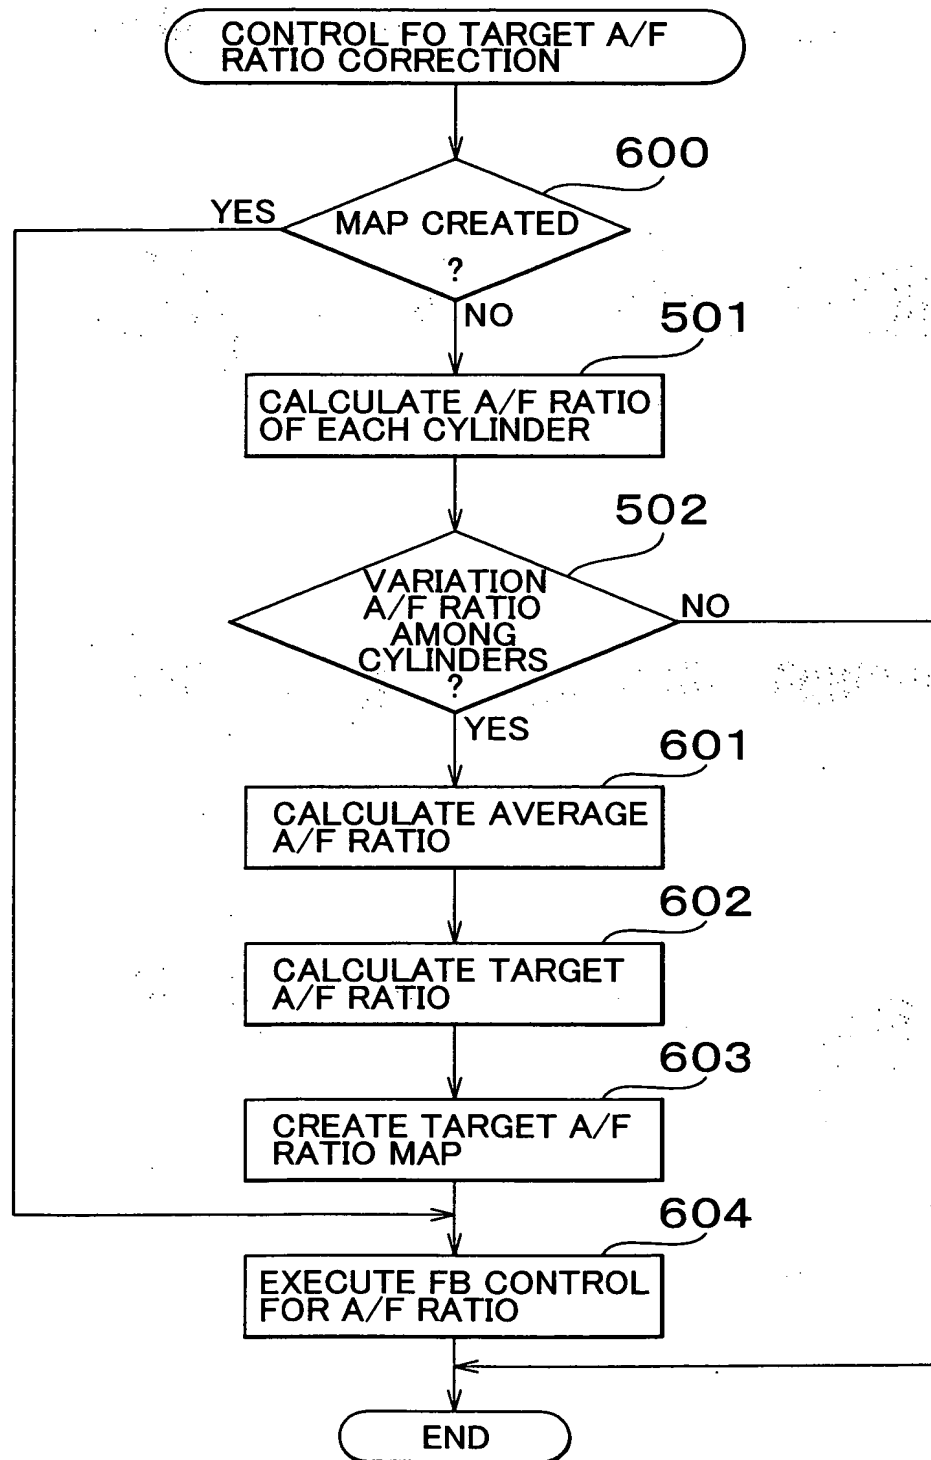 CONTROL FO TARGET A/F
RATIO CORRECTION
600
YES
MAP CREATED
?
NO
501
CALCULATE A/F RATIO
OF EACH CYLINDER
502
VARIATION
A/F RATIO
AMONG
CYLINDERS
?
NO
YES
601
CALCULATE AVERAGE
A/F RATIO
602
CALCULATE TARGET
A/F RATIO
603
CREATE TARGET A/F
RATIO MAP
604
EXECUTE FB CONTROL
FOR A/F RATIO
END